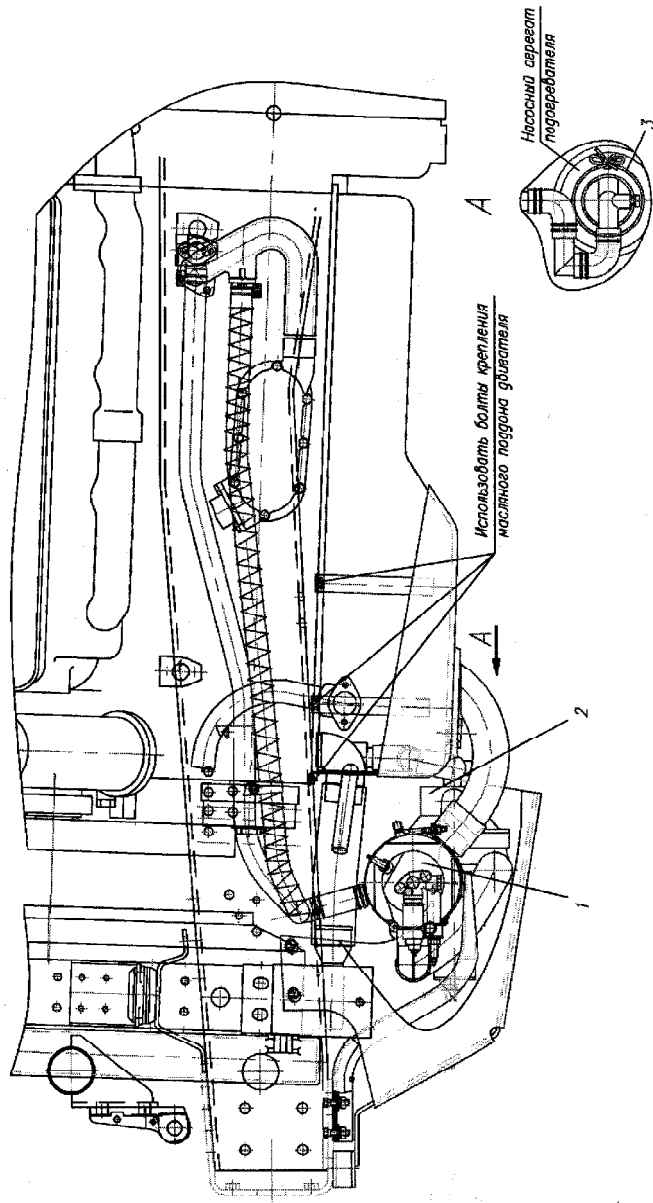 Насосный агрегат
подогревателя
3
А
Использовать болты крепления
масляного поддона двигателя
А
2
1